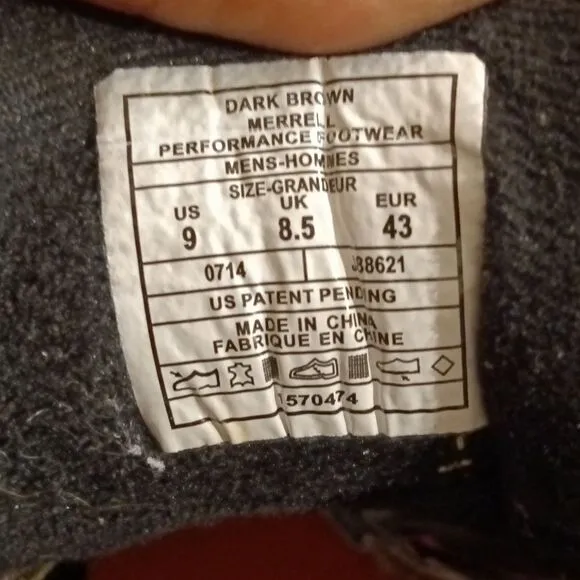 DARK BROWN
MERRELL
PERFORMANCE FOOTWEAR
MENS-HOMMES
SIZE-GRANDEUR
US UK EUR
9 8.5 43
0714
US PATENT PENDING
MADE IN CHINA
FABRIQUE EN CHINE
1570474